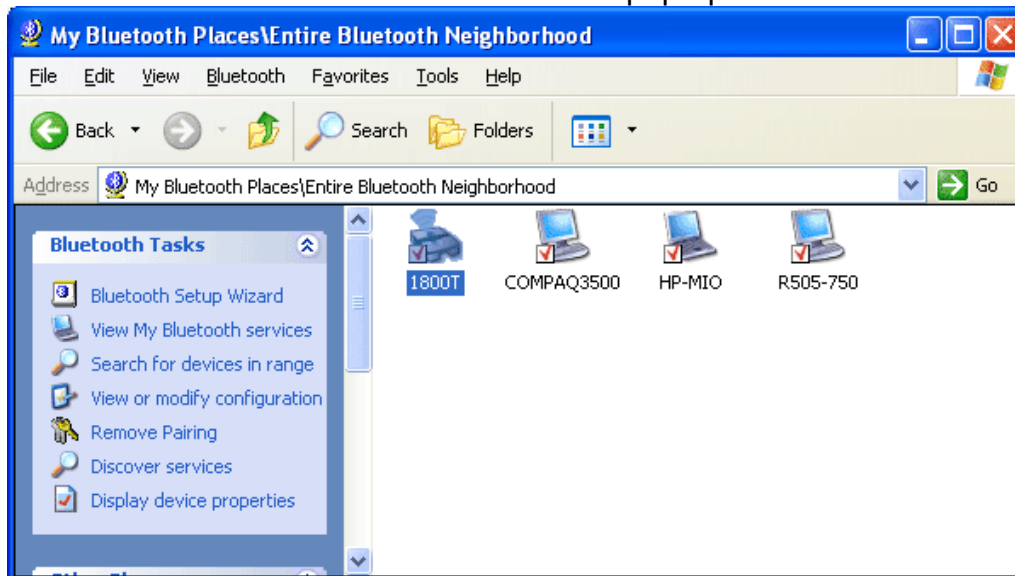 My Bluetooth Places\Entire Bluetooth Neighborhood
File Edit View Bluetooth Favorites Tools Help
Back Search Folders
Address My Bluetooth Places\Entire Bluetooth Neighborhood Go
Bluetooth Tasks
Bluetooth Setup Wizard
View My Bluetooth services
Search for devices in range
View or modify configuration
Remove Pairing
Discover services
Display device properties
1800T COMPAQ3500 HP-MIO R505-750